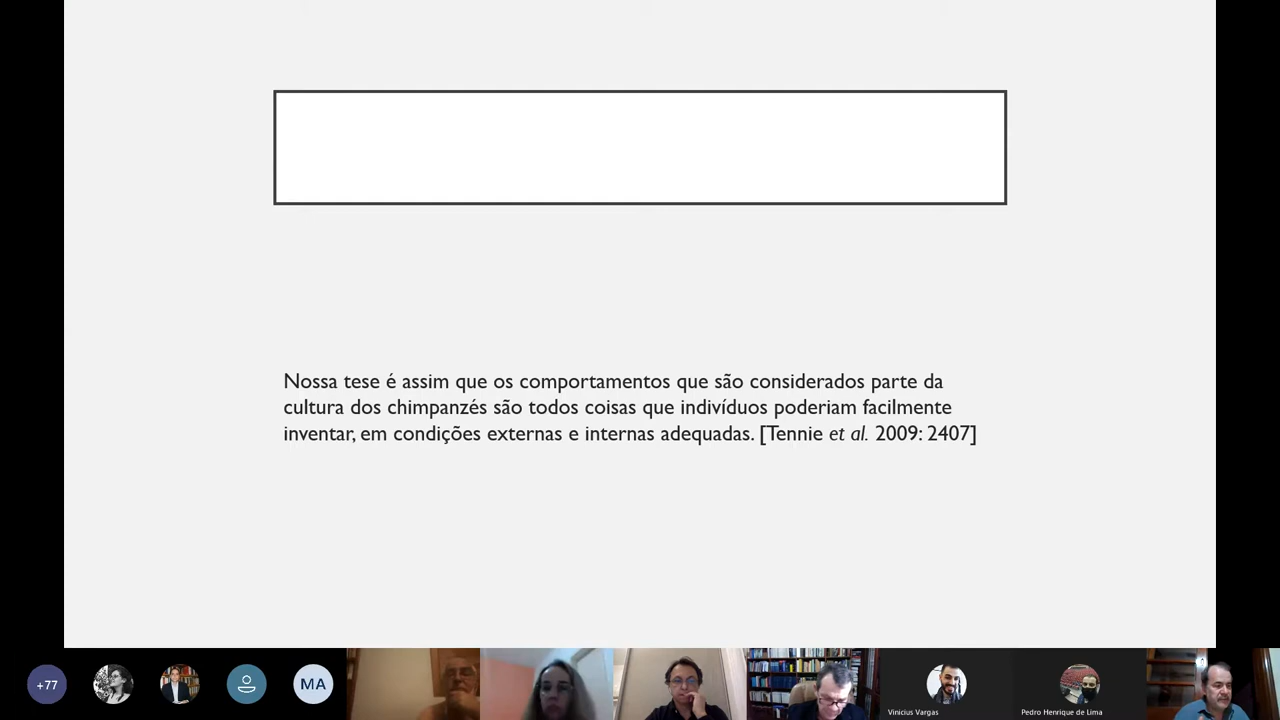 Nossa tese é assim que os comportamentos que são considerados parte da
cultura dos chimpanzés são todos coisas que indivíduos poderiam facilmente
inventar, em condições externas e internas adequadas. [Tennie et al. 2009: 2407]
+77
MA
Vinicius Vargas
Pedro Henrique de Lima